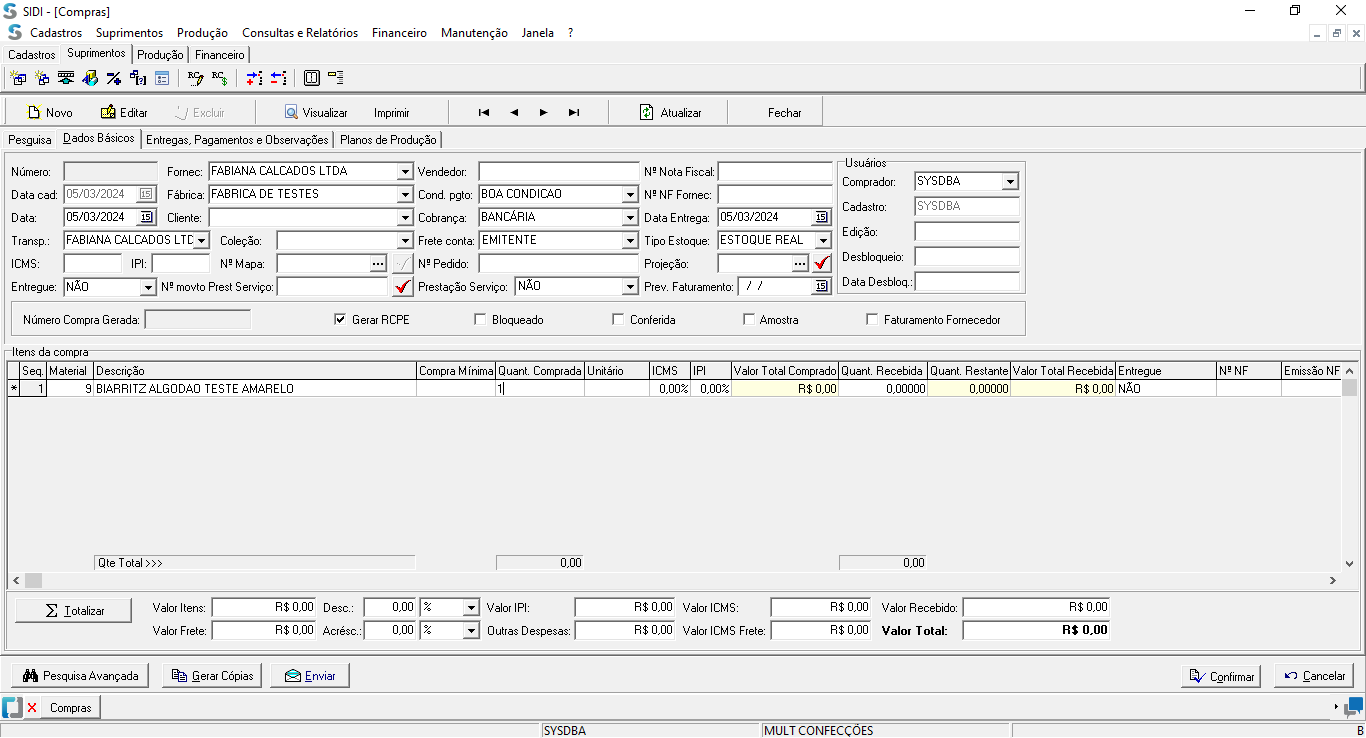 SIDI - [Compras]
Cadastros Suprimentos Produção Consultas e Relatórios Financeiro Manutenção Janela ?
Cadastros Suprimentos Produção Financeiro
Novo Editar Excluir Visualizar Imprimir Atualizar Fechar
Pesquisa Dados Básicos Entregas, Pagamentos e Observações Planos de Produção
Número: Fornec: FABIANA CALCADOS LTDA Vendedor: Nº Nota Fiscal:
Data cad: 05/03/2024 15 Fábrica: FABRICA DE TESTES Cond. pgto: BOA CONDICAO Nº NF Fornec:
Data: 05/03/2024 15 Cliente: Cobrança: BANCÁRIA Data Entrega: 05/03/2024 15
Transp.: FABIANA CALCADOS LTC Coleção: Frete conta: EMITENTE Tipo Estoque: ESTOQUE REAL
ICMS: IPI: Nº Mapa: ... Nº Pedido: Projeção: ...
Entregue: NÃO Nº movto Prest Serviço: Prestação Serviço: NÃO Prev. Faturamento: / / 15
Usuários
Comprador: SYSDBA
Cadastro: SYSDBA
Edição:
Desbloqueio:
Data Desbloq.:
Número Compra Gerada: Gerar RCPE Bloqueado Conferida Amostra Faturamento Fornecedor
Itens da compra
Seq. Material Descrição Compra Mínima Quant. Comprada Unitário ICMS IPI Valor Total Comprado Quant. Recebida Quant. Restante Valor Total Recebida Entregue Nº NF Emissão NF
* 1 9 BIARRITZ ALGODAO TESTE AMARELO 1 0,00% 0,00% R$ 0,00 0,00000 0,00000 R$ 0,00 NÃO
Qte Total >>> 0,00 0,00
Σ Totalizar Valor Itens: R$ 0,00 Desc.: 0,00 % Valor IPI: R$ 0,00 Valor ICMS: R$ 0,00 Valor Recebido: R$ 0,00
Valor Frete: R$ 0,00 Acrésc.: 0,00 % Outras Despesas: R$ 0,00 Valor ICMS Frete: R$ 0,00 Valor Total: R$ 0,00
Pesquisa Avançada Gerar Cópias Enviar Confirmar Cancelar
Compras
SYSDBA MULT CONFECÇÕES B